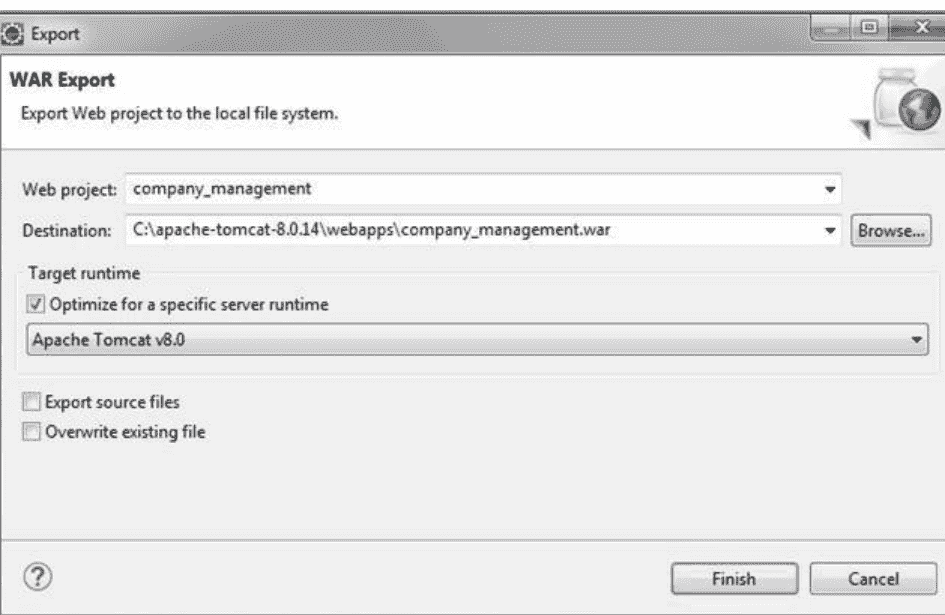 Export
WAR Export
Export Web project to the local file system.
Web project: company_management
Destination: C:\apache-tomcat-8.0.14\webapps\company_management.war Browse...
Target runtime
Optimize for a specific server runtime
Apache Tomcat v8.0
Export source files
Overwrite existing file
? Finish Cancel